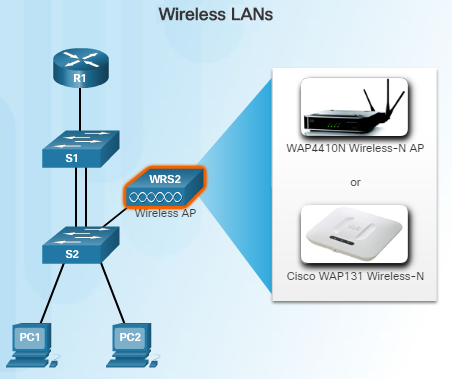 Wireless LANs
R1
S1
WRS2
Wireless AP
S2
PC1
PC2
WAP4410N Wireless-N AP
or
Cisco WAP131 Wireless-N